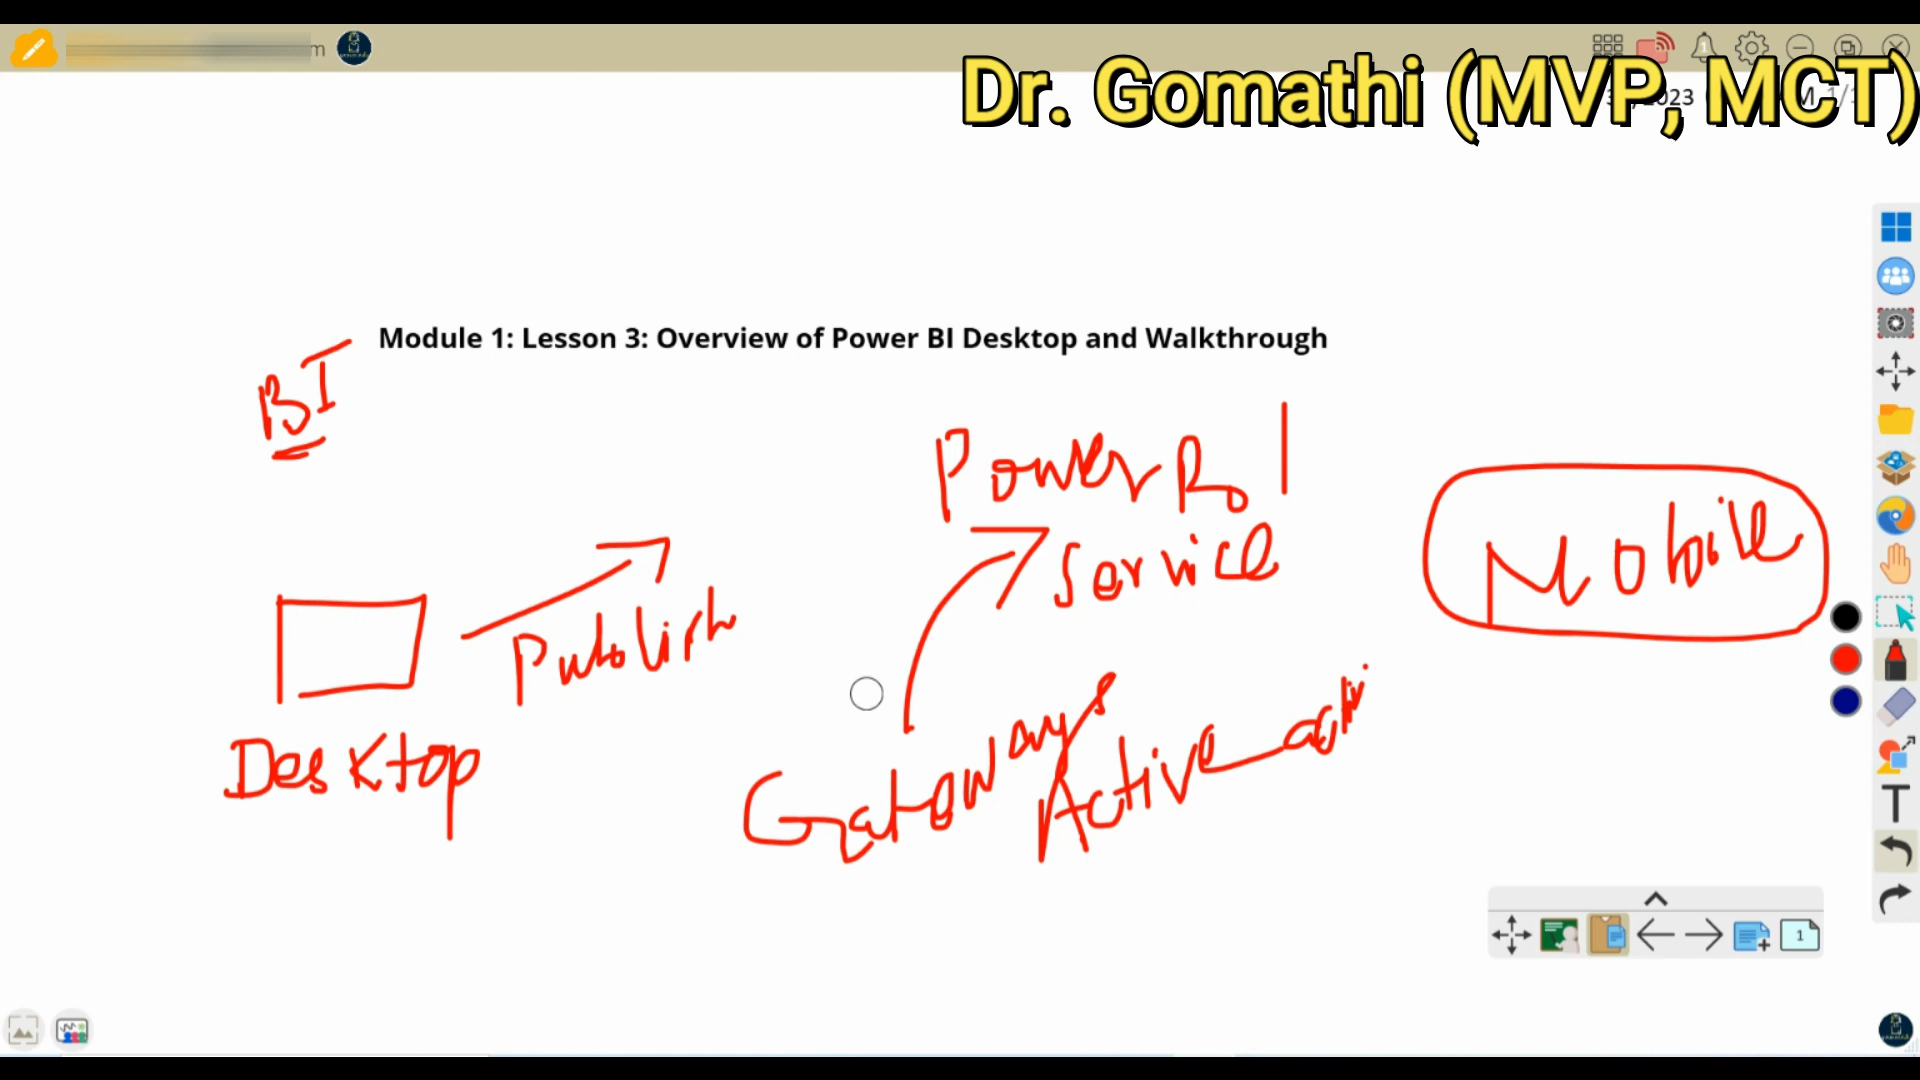 Dr. Gomathi (MVP, MCT)
Module 1: Lesson 3: Overview of Power BI Desktop and Walkthrough
BI
Power BI
Service
Mobile
Publish
Desktop
Gateways
Active
1